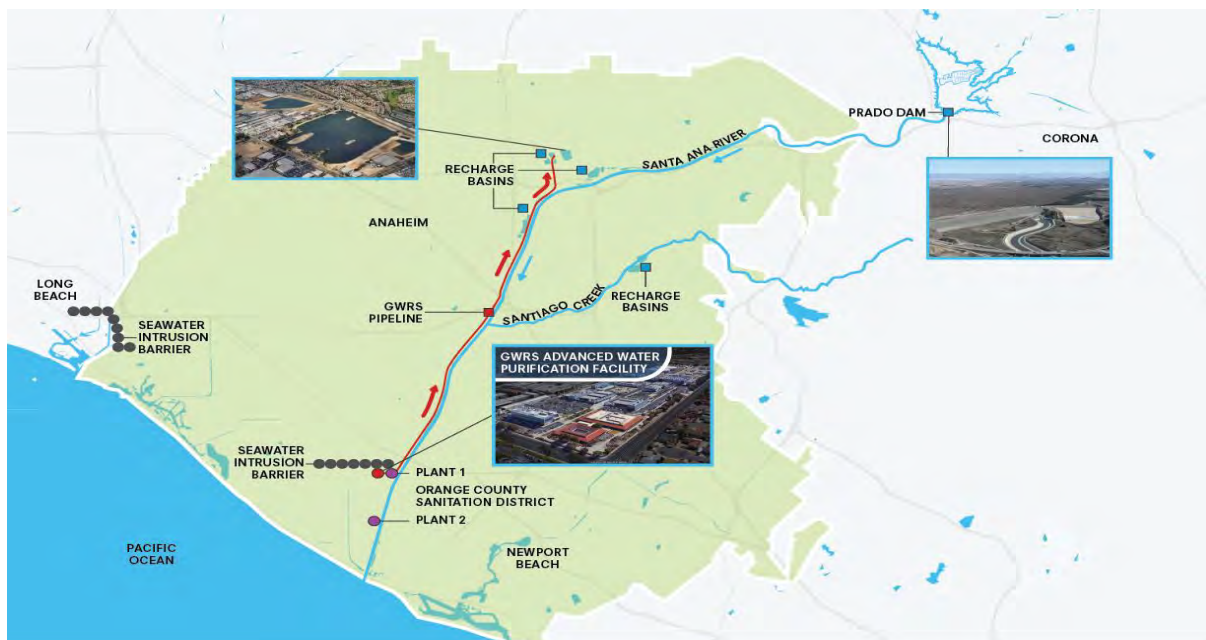 PRADO DAM
CORONA
SANTA ANA RIVER
RECHARGE
BASINS
ANAHEIM
LONG
BEACH
SEAWATER
INTRUSION
BARRIER
GWRS
PIPELINE
SANTIAGO CREEK
RECHARGE
BASINS
GWRS ADVANCED WATER
PURIFICATION FACILITY
SEAWATER
INTRUSION
BARRIER
PLANT 1
ORANGE COUNTY
SANITATION DISTRICT
PLANT 2
PACIFIC
OCEAN
NEWPORT
BEACH